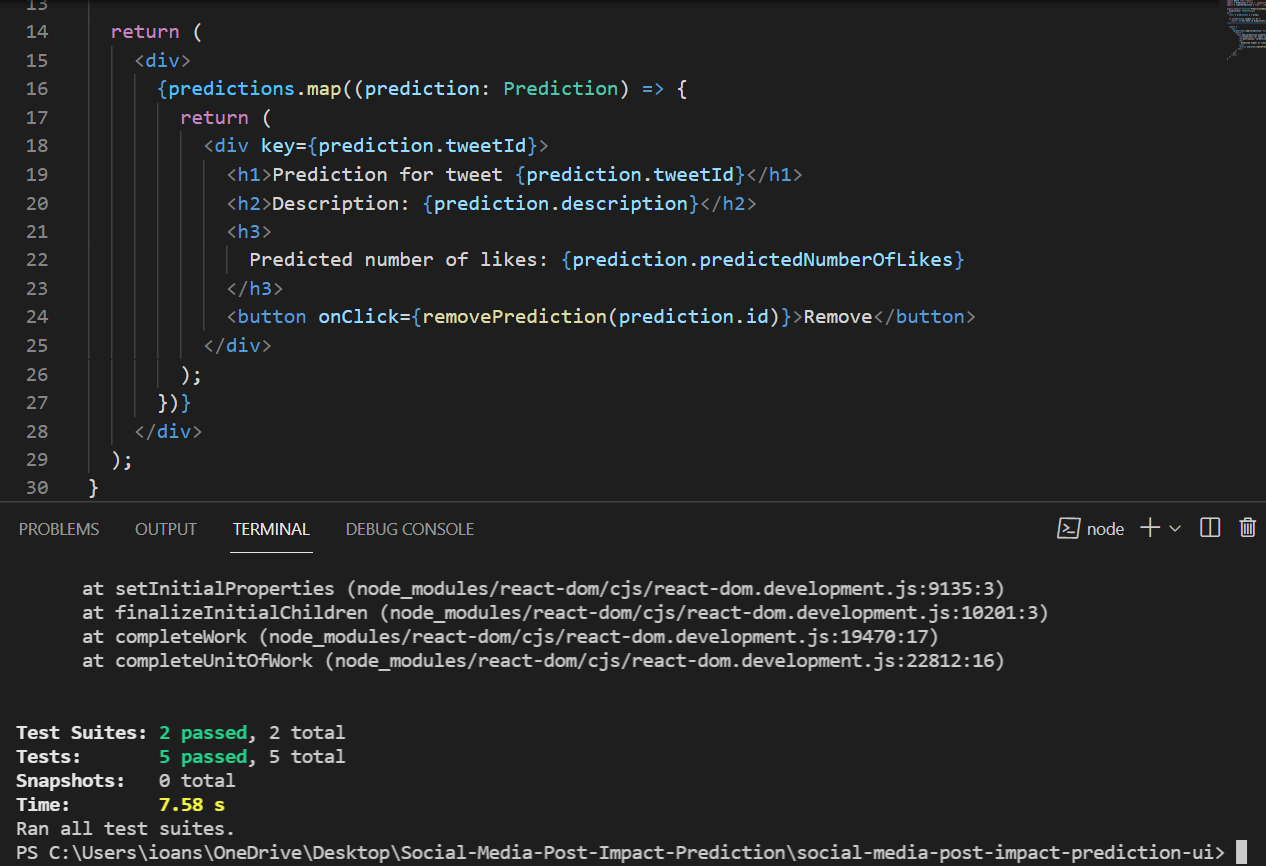 13
14 return (
15 <div>
16 {predictions.map((prediction: Prediction) => {
17 return (
18 <div key={prediction.tweetId}>
19 <h1>Prediction for tweet {prediction.tweetId}</h1>
20 <h2>Description: {prediction.description}</h2>
21 <h3>
22 Predicted number of likes: {prediction.predictedNumberOfLikes}
23 </h3>
24 <button onClick={removePrediction(prediction.id)}>Remove</button>
25 </div>
26 );
27 })}
28 </div>
29 );
30 }
PROBLEMS OUTPUT TERMINAL DEBUG CONSOLE node
at setInitialProperties (node_modules/react-dom/cjs/react-dom.development.js:9135:3)
at finalizeInitialChildren (node_modules/react-dom/cjs/react-dom.development.js:10201:3)
at completeWork (node_modules/react-dom/cjs/react-dom.development.js:19470:17)
at completeUnitOfWork (node_modules/react-dom/cjs/react-dom.development.js:22812:16)
Test Suites: 2 passed, 2 total
Tests: 5 passed, 5 total
Snapshots: 0 total
Time: 7.58 s
Ran all test suites.
PS C:\Users\ioans\OneDrive\Desktop\Social-Media-Post-Impact-Prediction\social-media-post-impact-prediction-ui>